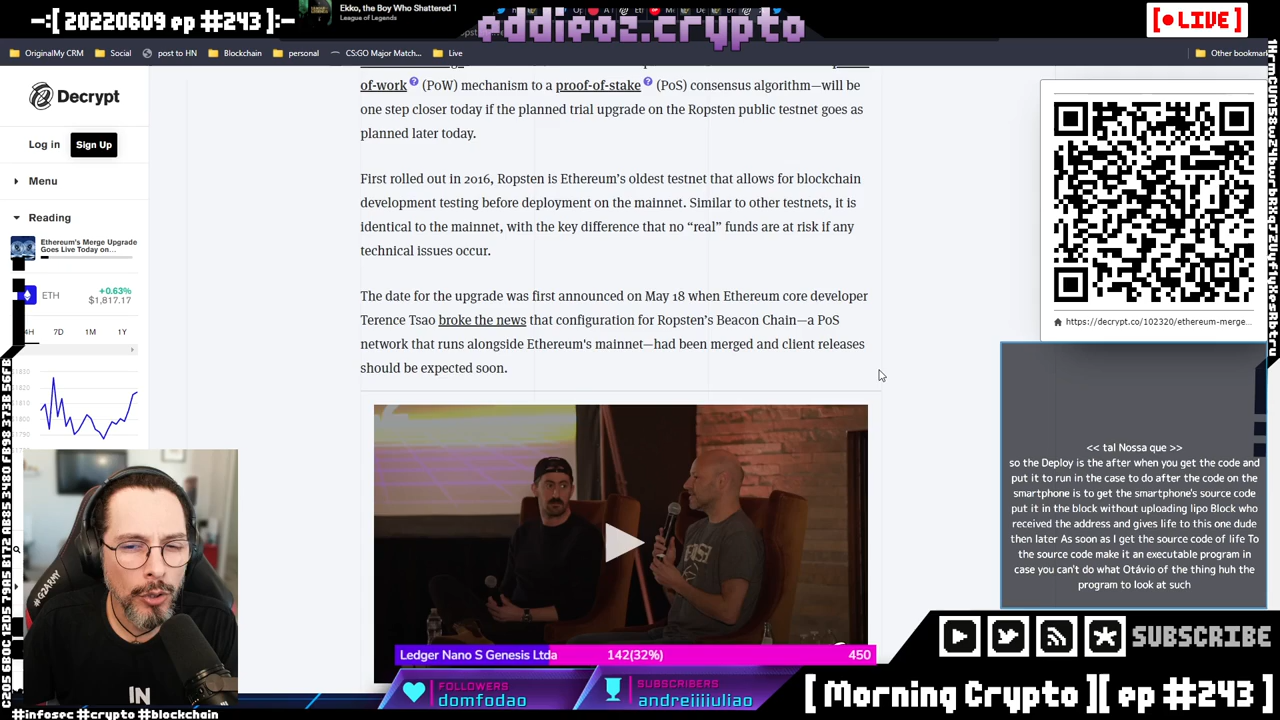 -:[ 20220609 ep #243 ]:-
Ekko, the Boy Who Shattered T
League of Legends
eddieoz.crypto
[ ● LIVE ]
OriginalMy CRM
Social
post to HN
Blockchain
personal
CS:GO Major Match...
Live
Other bookmar
Decrypt
Log in
Sign Up
Menu
Reading
Ethereum's Merge Upgrade
Goes Live Today on...
ETH
+0.63%
$1,817.17
7D
1M
1Y
of-work (PoW) mechanism to a proof-of-stake (PoS) consensus algorithm—will be
one step closer today if the planned trial upgrade on the Ropsten public testnet goes as
planned later today.
First rolled out in 2016, Ropsten is Ethereum's oldest testnet that allows for blockchain
development testing before deployment on the mainnet. Similar to other testnets, it is
identical to the mainnet, with the key difference that no “real” funds are at risk if any
technical issues occur.
The date for the upgrade was first announced on May 18 when Ethereum core developer
Terence Tsao broke the news that configuration for Ropsten's Beacon Chain—a PoS
network that runs alongside Ethereum's mainnet—had been merged and client releases
should be expected soon.
https://decrypt.co/102320/ethereum-merge...
<< tal Nossa que >>
so the Deploy is the after when you get the code and
put it to run in the case to do after the code on the
smartphone is to get the smartphone's source code
put it in the block without uploading lipo Block who
received the address and gives life to this one dude
then later As soon as I get the source code of life To
the source code make it an executable program in
case you can't do what Otávio of the thing huh the
program to look at such
#G2ARMY
IN
Ledger Nano S Genesis Ltda
142(32%)
450
FOLLOWERS
domfodao
SUBSCRIBERS
andrejijiuliao
SUBSCRIBE
[ Morning Crypto ][ ep #243 ]
#infosec #crypto #blockchain